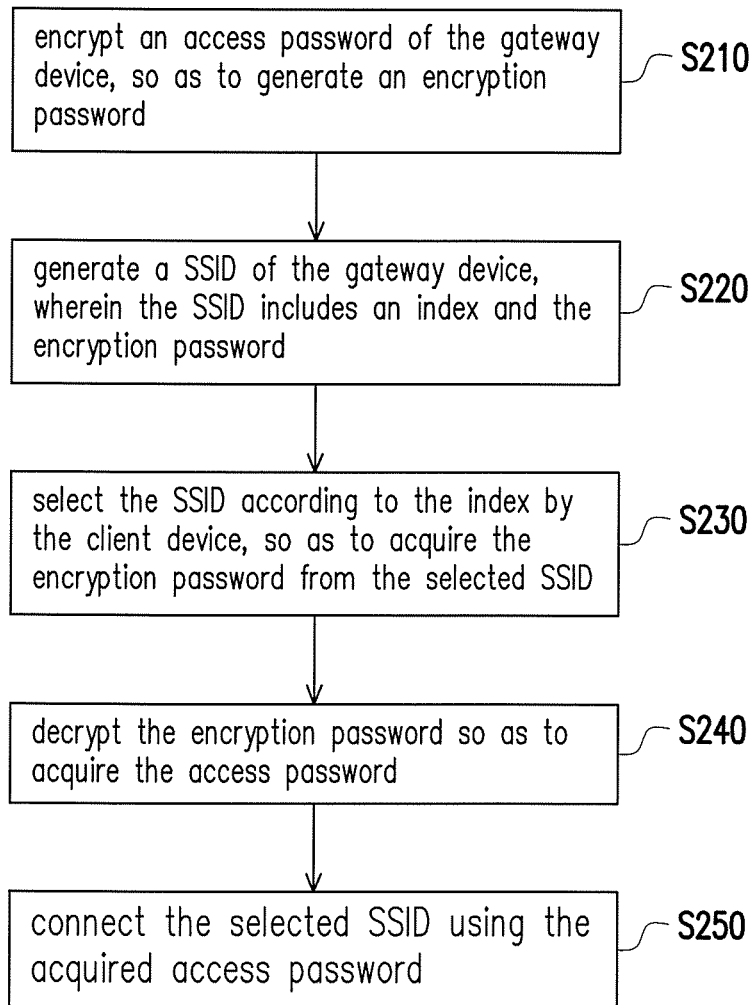 encrypt an access password of the gateway
device, so as to generate an encryption
password
S210
generate a SSID of the gateway device,
wherein the SSID includes an index and the
encryption password
S220
select the SSID according to the index by
the client device, so as to acquire the
encryption password from the selected SSID
S230
decrypt the encryption password so as to
acquire the access password
S240
connect the selected SSID using the
acquired access password
S250